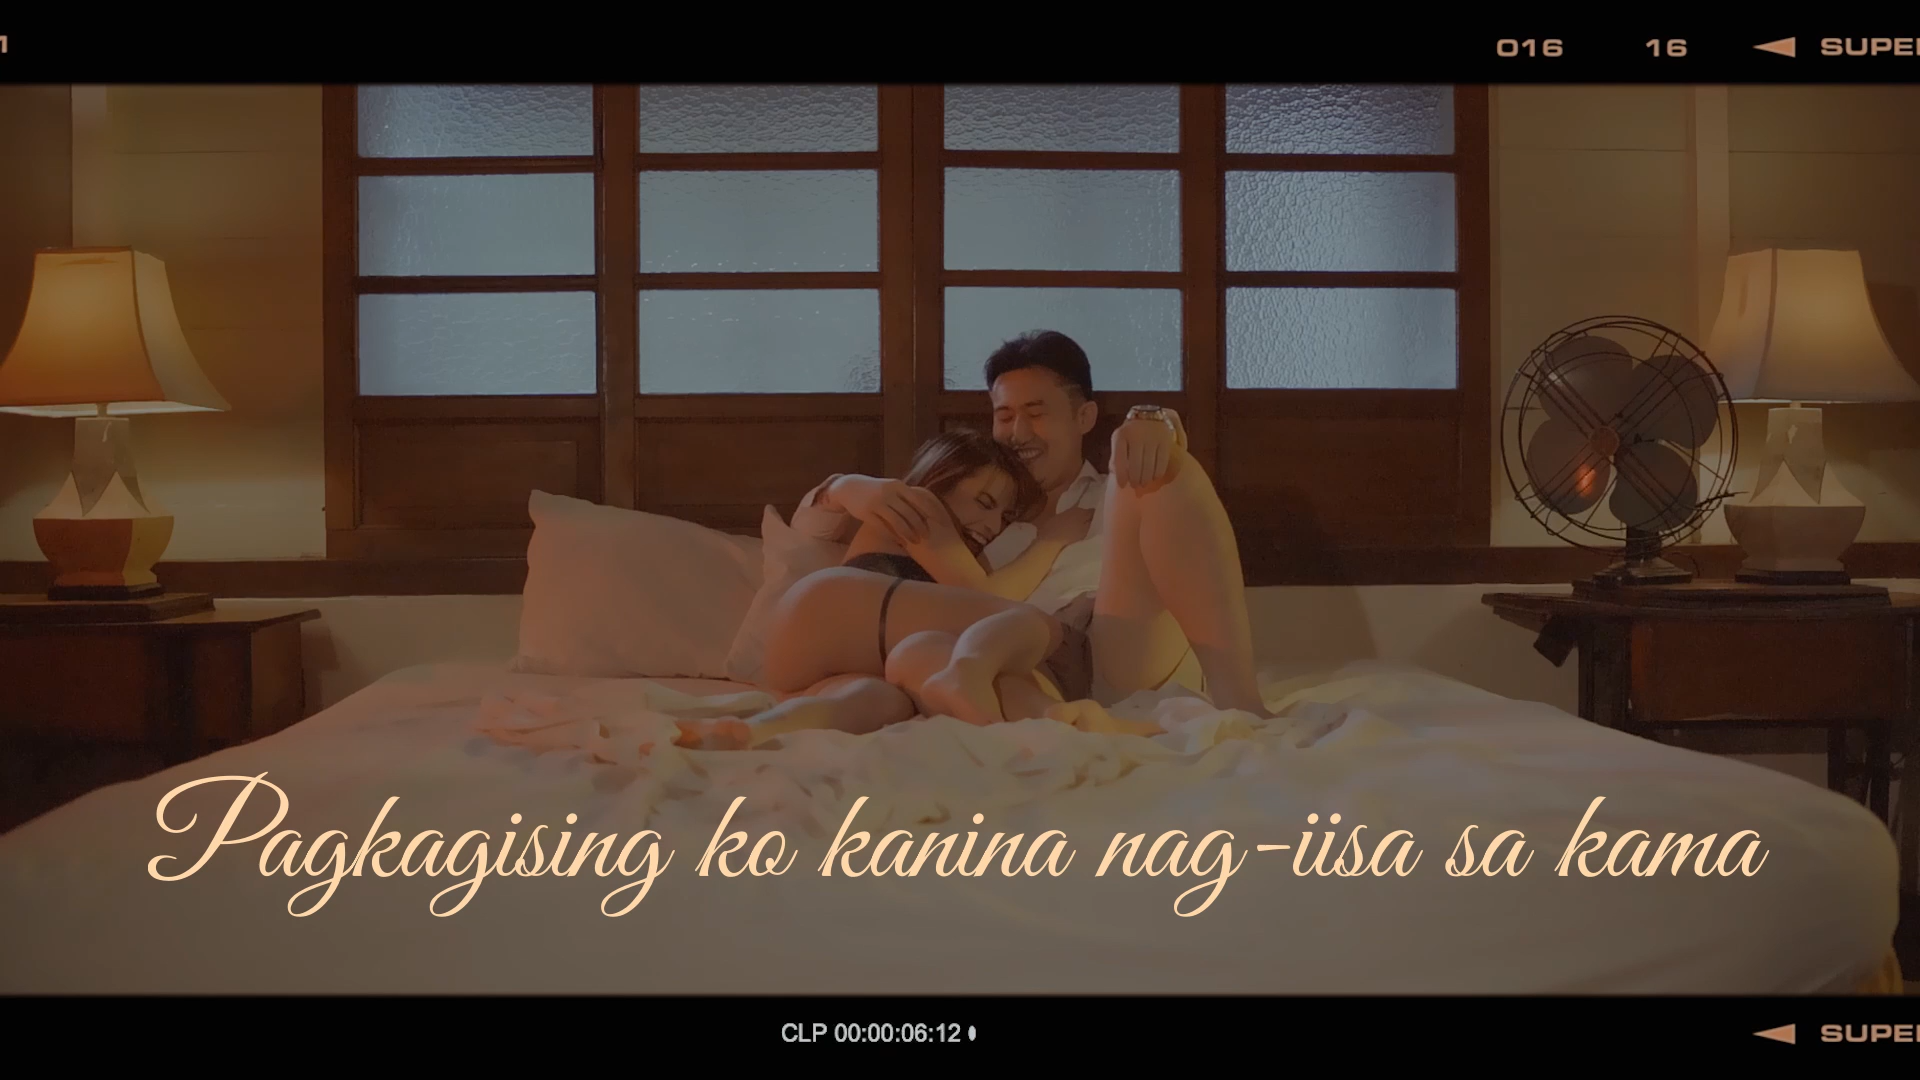 016 16 SUPE
Pagkagising ko kanina nag-iisa sa kama
CLP 00:00:06:12
SUPE